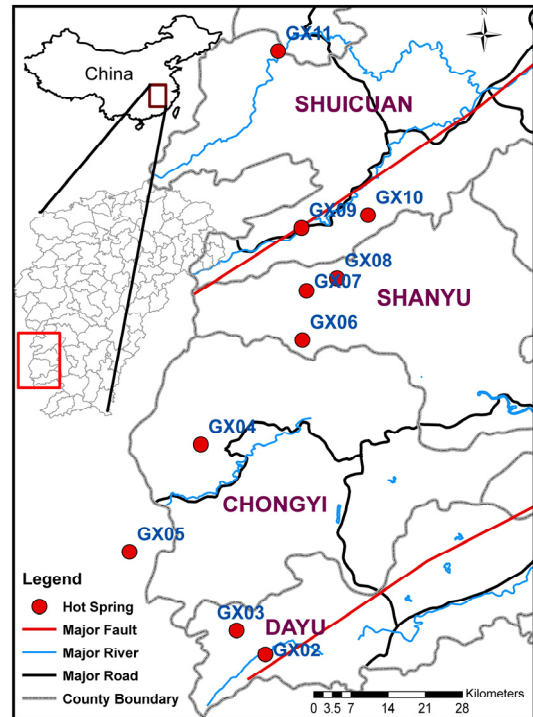 N
GX11
China
SHUICUAN
GX10
GX09
GX08
GX07
SHANYU
GX06
GX04
CHONGYI
GX05
Legend
Hot Spring
GX03
DAYU
Major Fault
GX02
Major River
Major Road
Kilometers
County Boundary
0 3.5 7 14 21 28